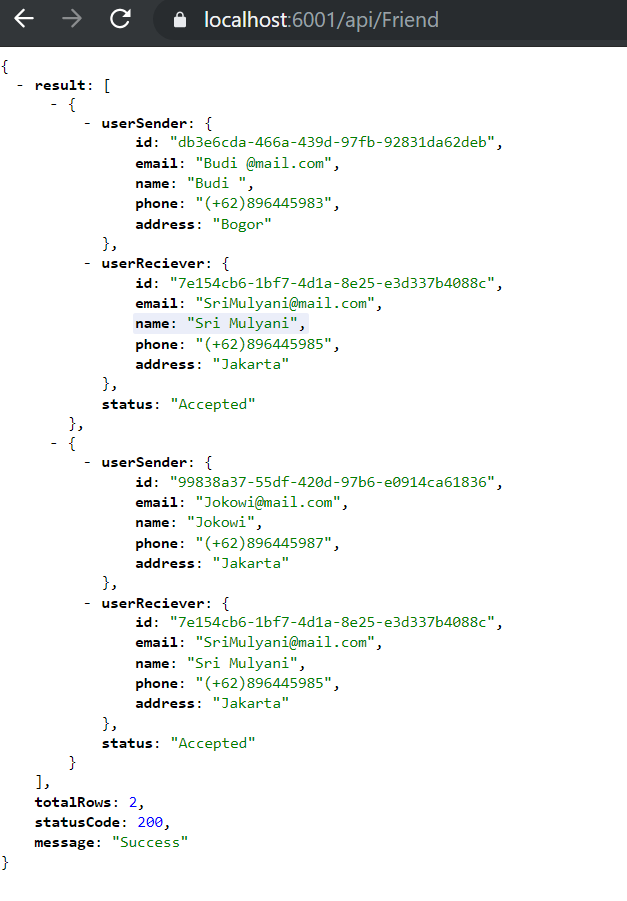 localhost:6001/api/Friend
{
- result: [
- {
- userSender: {
id: "db3e6cda-466a-439d-97fb-92831da62deb",
email: "Budi @mail.com",
name: "Budi ",
phone: "(+62)896445983",
address: "Bogor"
},
- userReciever: {
id: "7e154cb6-1bf7-4d1a-8e25-e3d337b4088c",
email: "SriMulyani@mail.com",
name: "Sri Mulyani",
phone: "(+62)896445985",
address: "Jakarta"
},
status: "Accepted"
},
- {
- userSender: {
id: "99838a37-55df-420d-97b6-e0914ca61836",
email: "Jokowi@mail.com",
name: "Jokowi",
phone: "(+62)896445987",
address: "Jakarta"
},
- userReciever: {
id: "7e154cb6-1bf7-4d1a-8e25-e3d337b4088c",
email: "SriMulyani@mail.com",
name: "Sri Mulyani",
phone: "(+62)896445985",
address: "Jakarta"
},
status: "Accepted"
}
],
totalRows: 2,
statusCode: 200,
message: "Success"
}